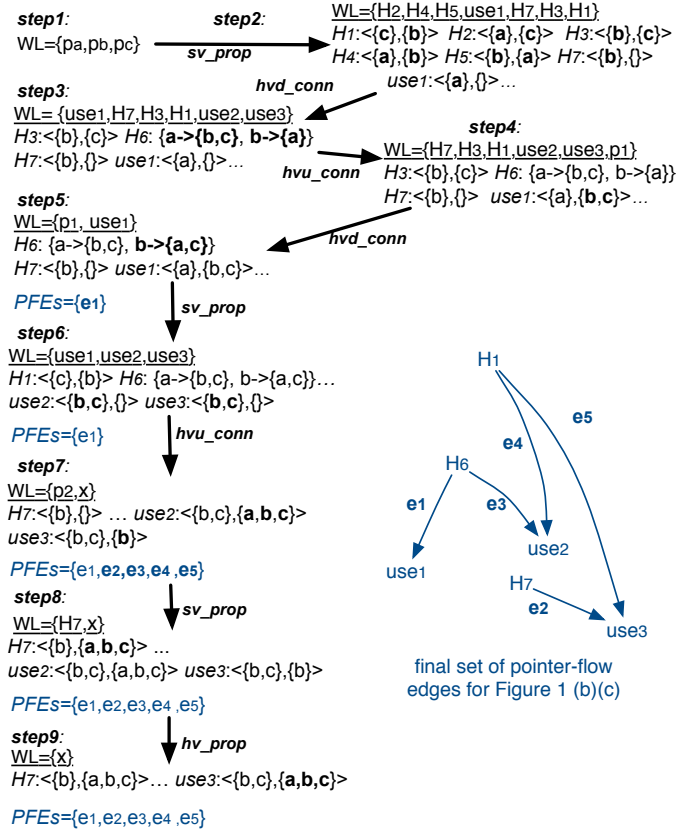 step1:
WL={pa,pb,pc}
sv_prop
step2:
WL={H2,H4,H5,use1,H7,H3,H1}
H1:<{c},{b}> H2:<{a},{c}> H3:<{b},{c}>
H4:<{a},{b}> H5:<{b},{a}> H7:<{b},{}>
use1:<{a},{}>...
hvd_conn
step3:
WL= {use1,H7,H3,H1,use2,use3}
H3:<{b},{c}> H6: {a->{b,c}, b->{a}}
H7:<{b},{}> use1:<{a},{}>...
hvu_conn
step4:
WL={H7,H3,H1,use2,use3,p1}
H3:<{b},{c}> H6: {a->{b,c}, b->{a}}
H7:<{b},{}> use1:<{a},{b,c}>...
hvd_conn
step5:
WL={p1, use1}
H6: {a->{b,c}, b->{a,c}}
H7:<{b},{}> use1:<{a},{b,c}>...
PFEs={e1}
sv_prop
step6:
WL={use1,use2,use3}
H1:<{c},{b}> H6: {a->{b,c}, b->{a,c}}...
use2:<{b,c},{}> use3:<{b,c},{}>
PFEs={e1}
hvu_conn
step7:
WL={p2,x}
H7:<{b},{}> ... use2:<{b,c},{a,b,c}>
use3:<{b,c},{b}>
PFEs={e1,e2,e3,e4 ,e5}
step8:
sv_prop
WL={H7,x}
H7:<{b},{a,b,c}> ...
use2:<{b,c},{a,b,c}> use3:<{b,c},{b}>
PFEs={e1,e2,e3,e4 ,e5}
step9:
hv_prop
WL={x}
H7:<{b},{a,b,c}>... use3:<{b,c},{a,b,c}>
PFEs={e1,e2,e3,e4 ,e5}
H1
e5
e4
H6
e1
e3
use2
use1
H7
e2
use3
final set of pointer-flow
edges for Figure 1 (b)(c)